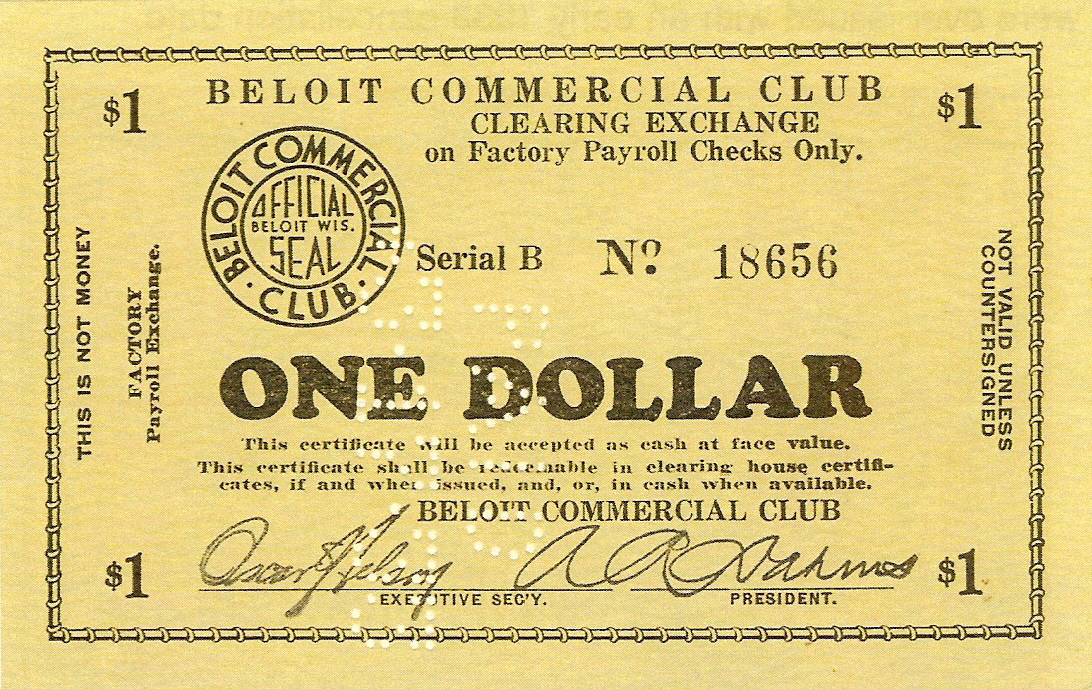 $1
BELOIT COMMERCIAL CLUB
$1
CLEARING EXCHANGE
on Factory Payroll Checks Only.
BELOIT COMMERCIAL CLUB
OFFICIAL
BELOIT WIS.
SEAL
Serial B Nº 18656
THIS IS NOT MONEY
FACTORY
Payroll Exchange.
NOT VALID UNLESS
COUNTERSIGNED
ONE DOLLAR
This certificate will be accepted as cash at face value.
This certificate shall be redeemable in clearing house certifi-
cates, if and when issued, and, or, in cash when available.
BELOIT COMMERCIAL CLUB
$1
$1
EXECUTIVE SEC'Y.
PRESIDENT.